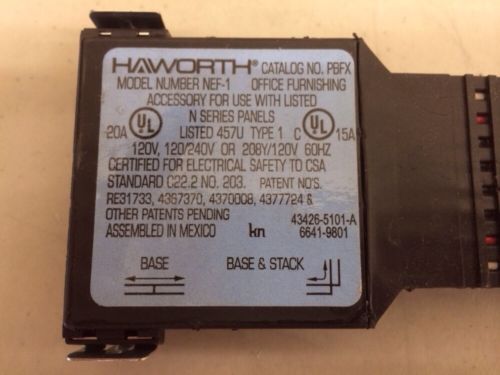 HAWORTH® CATALOG NO. PBFX
MODEL NUMBER NEF-1 OFFICE FURNISHING
ACCESSORY FOR USE WITH LISTED
N SERIES PANELS
20A UL LISTED 457U TYPE 1 C UL 15A
120V, 120/240V OR 208Y/120V 60HZ
CERTIFIED FOR ELECTRICAL SAFETY TO CSA
STANDARD C22.2 NO. 203. PATENT NO'S.
RE31733, 4367370, 4370008, 4377724 &
OTHER PATENTS PENDING 43426-5101-A
ASSEMBLED IN MEXICO kn 6641-9801
BASE BASE & STACK